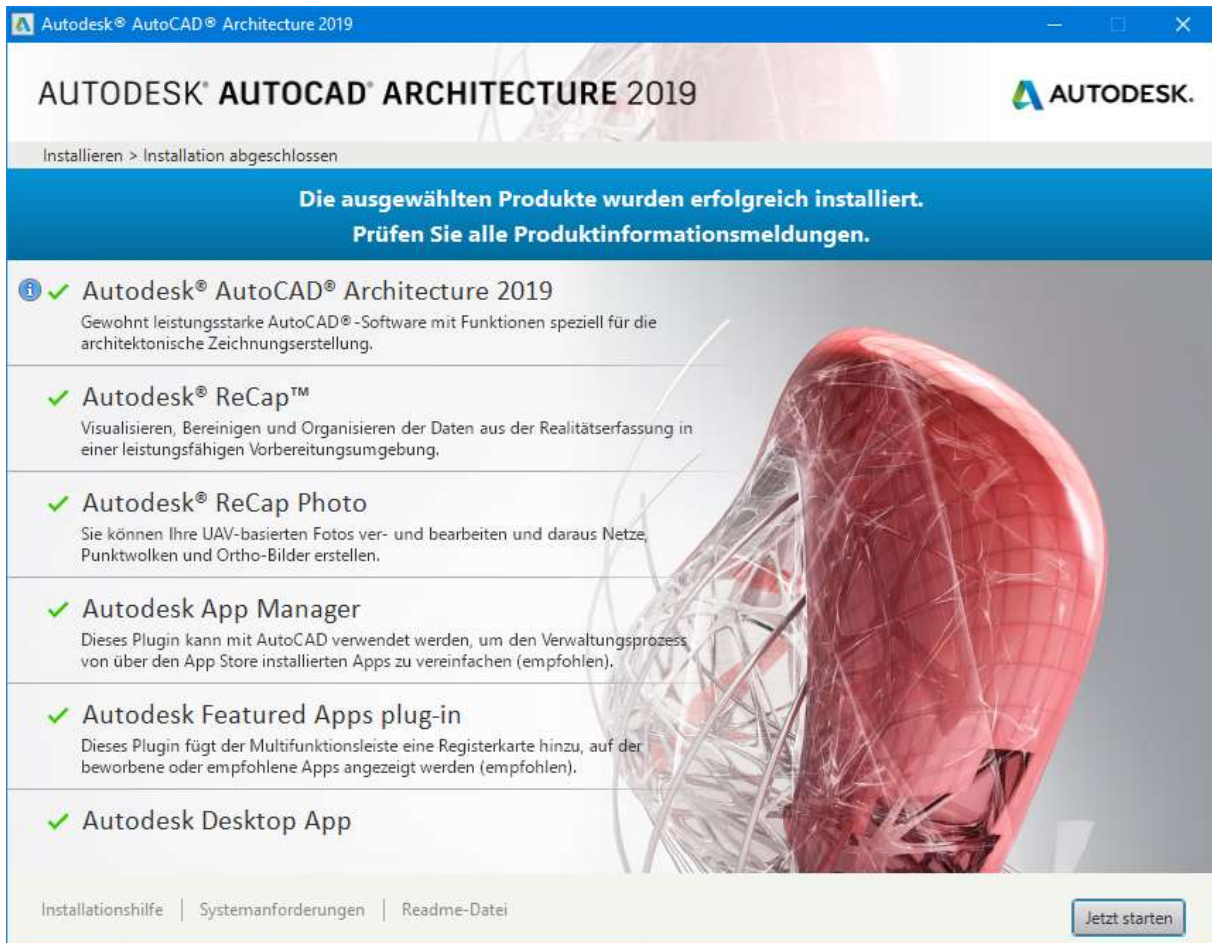 Autodesk® AutoCAD® Architecture 2019
AUTODESK® AUTOCAD® ARCHITECTURE 2019
AUTODESK.
Installieren > Installation abgeschlossen
Die ausgewählten Produkte wurden erfolgreich installiert.
Prüfen Sie alle Produktinformationsmeldungen.
Autodesk® AutoCAD® Architecture 2019
Gewohnt leistungsstarke AutoCAD®-Software mit Funktionen speziell für die
architektonische Zeichnungserstellung.
Autodesk® ReCap™
Visualisieren, Bereinigen und Organisieren der Daten aus der Realitätserfassung in
einer leistungsfähigen Vorbereitungsumgebung.
Autodesk® ReCap Photo
Sie können Ihre UAV-basierten Fotos ver- und bearbeiten und daraus Netze,
Punktwolken und Ortho-Bilder erstellen.
Autodesk App Manager
Dieses Plugin kann mit AutoCAD verwendet werden, um den Verwaltungsprozess
von über den App Store installierten Apps zu vereinfachen (empfohlen).
Autodesk Featured Apps plug-in
Dieses Plugin fügt der Multifunktionsleiste eine Registerkarte hinzu, auf der
beworbene oder empfohlene Apps angezeigt werden (empfohlen).
Autodesk Desktop App
Installationshilfe | Systemanforderungen | Readme-Datei
Jetzt starten